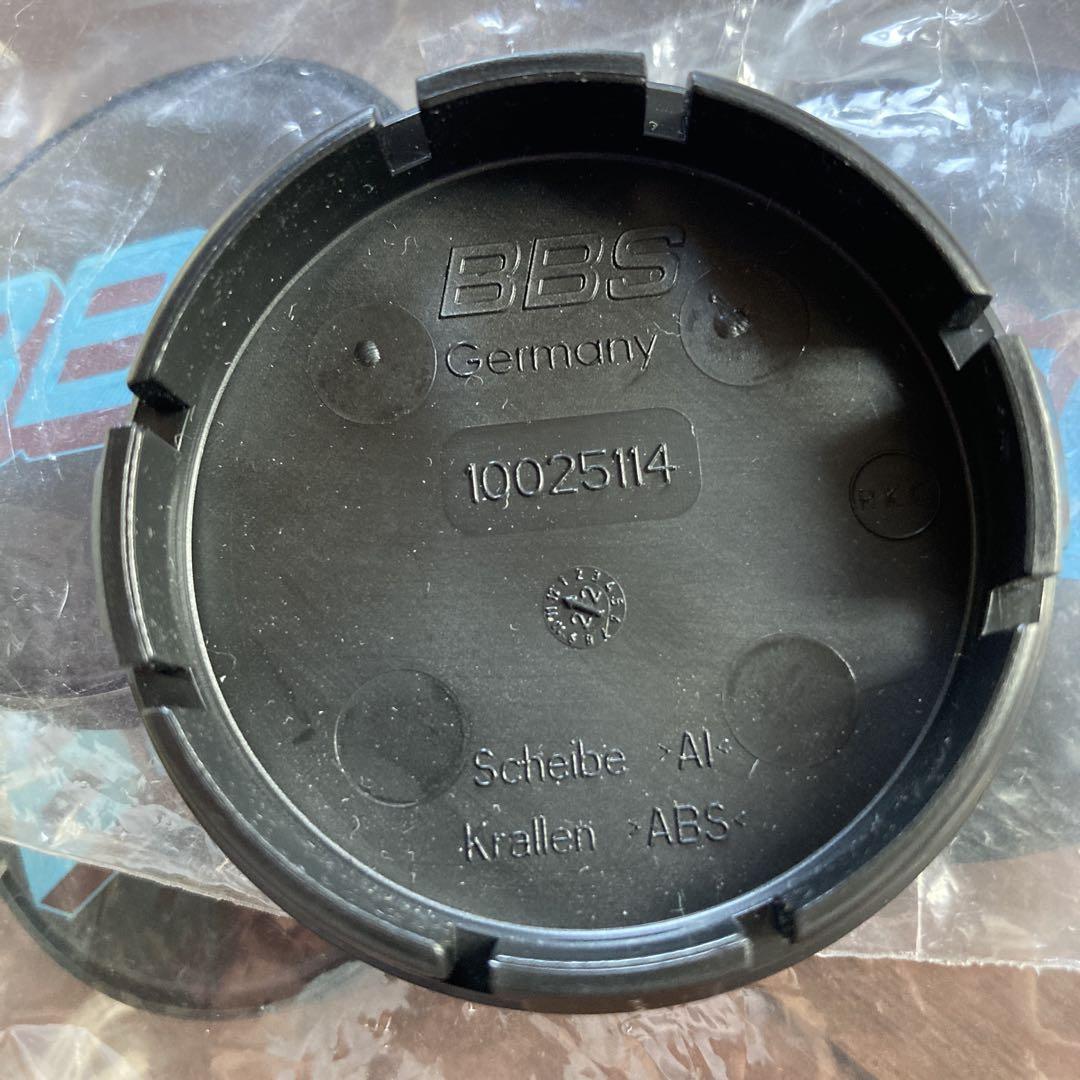 BBS
Germany
10025114
Scheibe >Al<
Krallen >ABS<